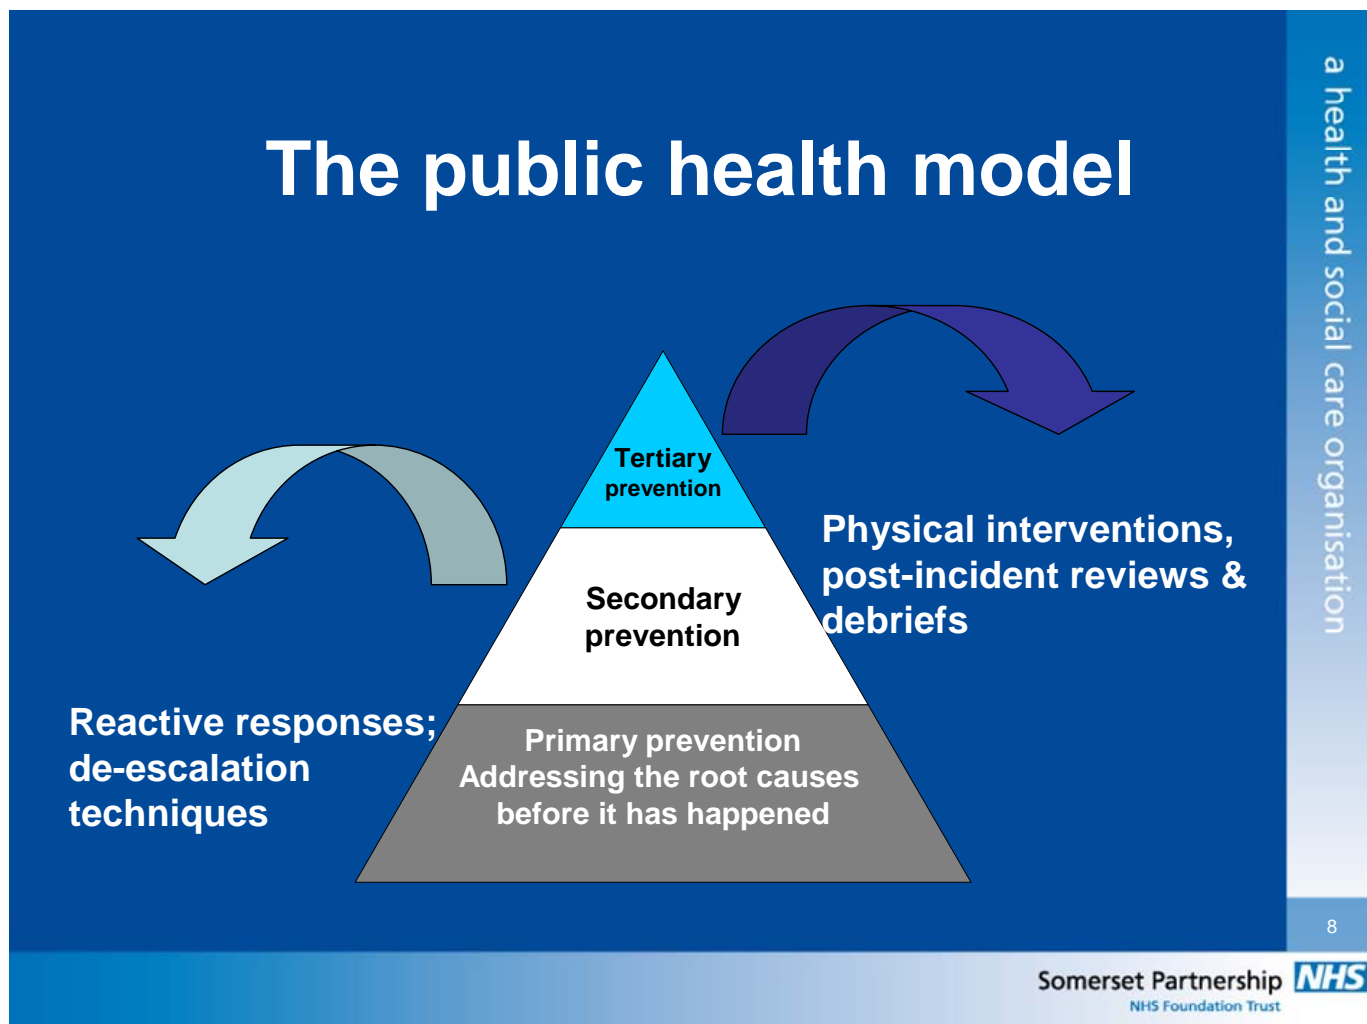 The public health model
Tertiary
prevention
Secondary
prevention
Primary prevention
Addressing the root causes
before it has happened
Physical interventions,
post-incident reviews &
debriefs
Reactive responses;
de-escalation
techniques
a health and social care organisation
8
Somerset Partnership NHS
NHS Foundation Trust